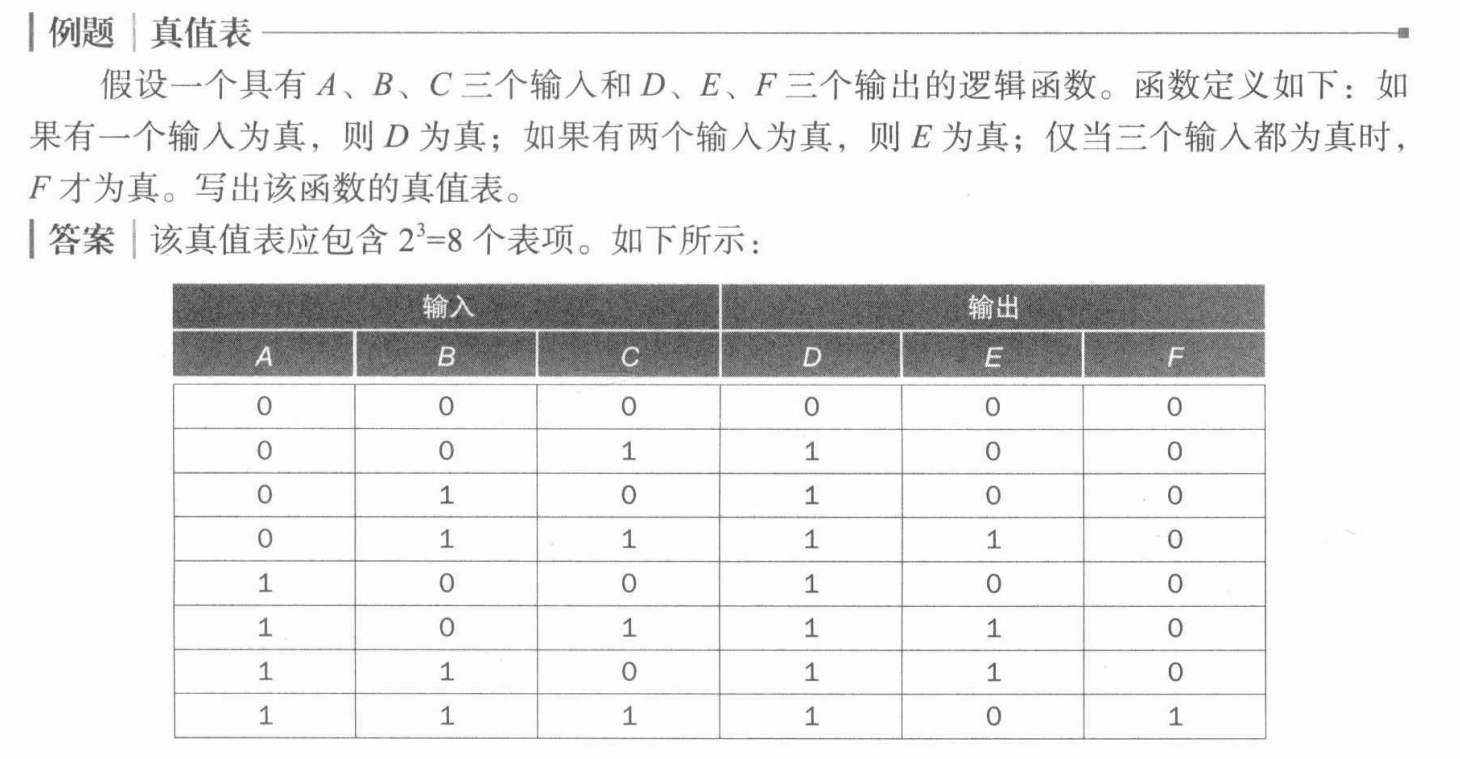 例题 真值表
假设一个具有 A、B、C 三个输入和 D、E、F 三个输出的逻辑函数。函数定义如下：如
果有一个输入为真，则 D 为真；如果有两个输入为真，则 E 为真；仅当三个输入都为真时，
F 才为真。写出该函数的真值表。
答案 该真值表应包含 2³=8 个表项。如下所示：
输入 输出
A B C D E F
0 0 0 0 0 0
0 0 1 1 0 0
0 1 0 1 0 0
0 1 1 1 1 0
1 0 0 1 0 0
1 0 1 1 1 0
1 1 0 1 1 0
1 1 1 1 0 1